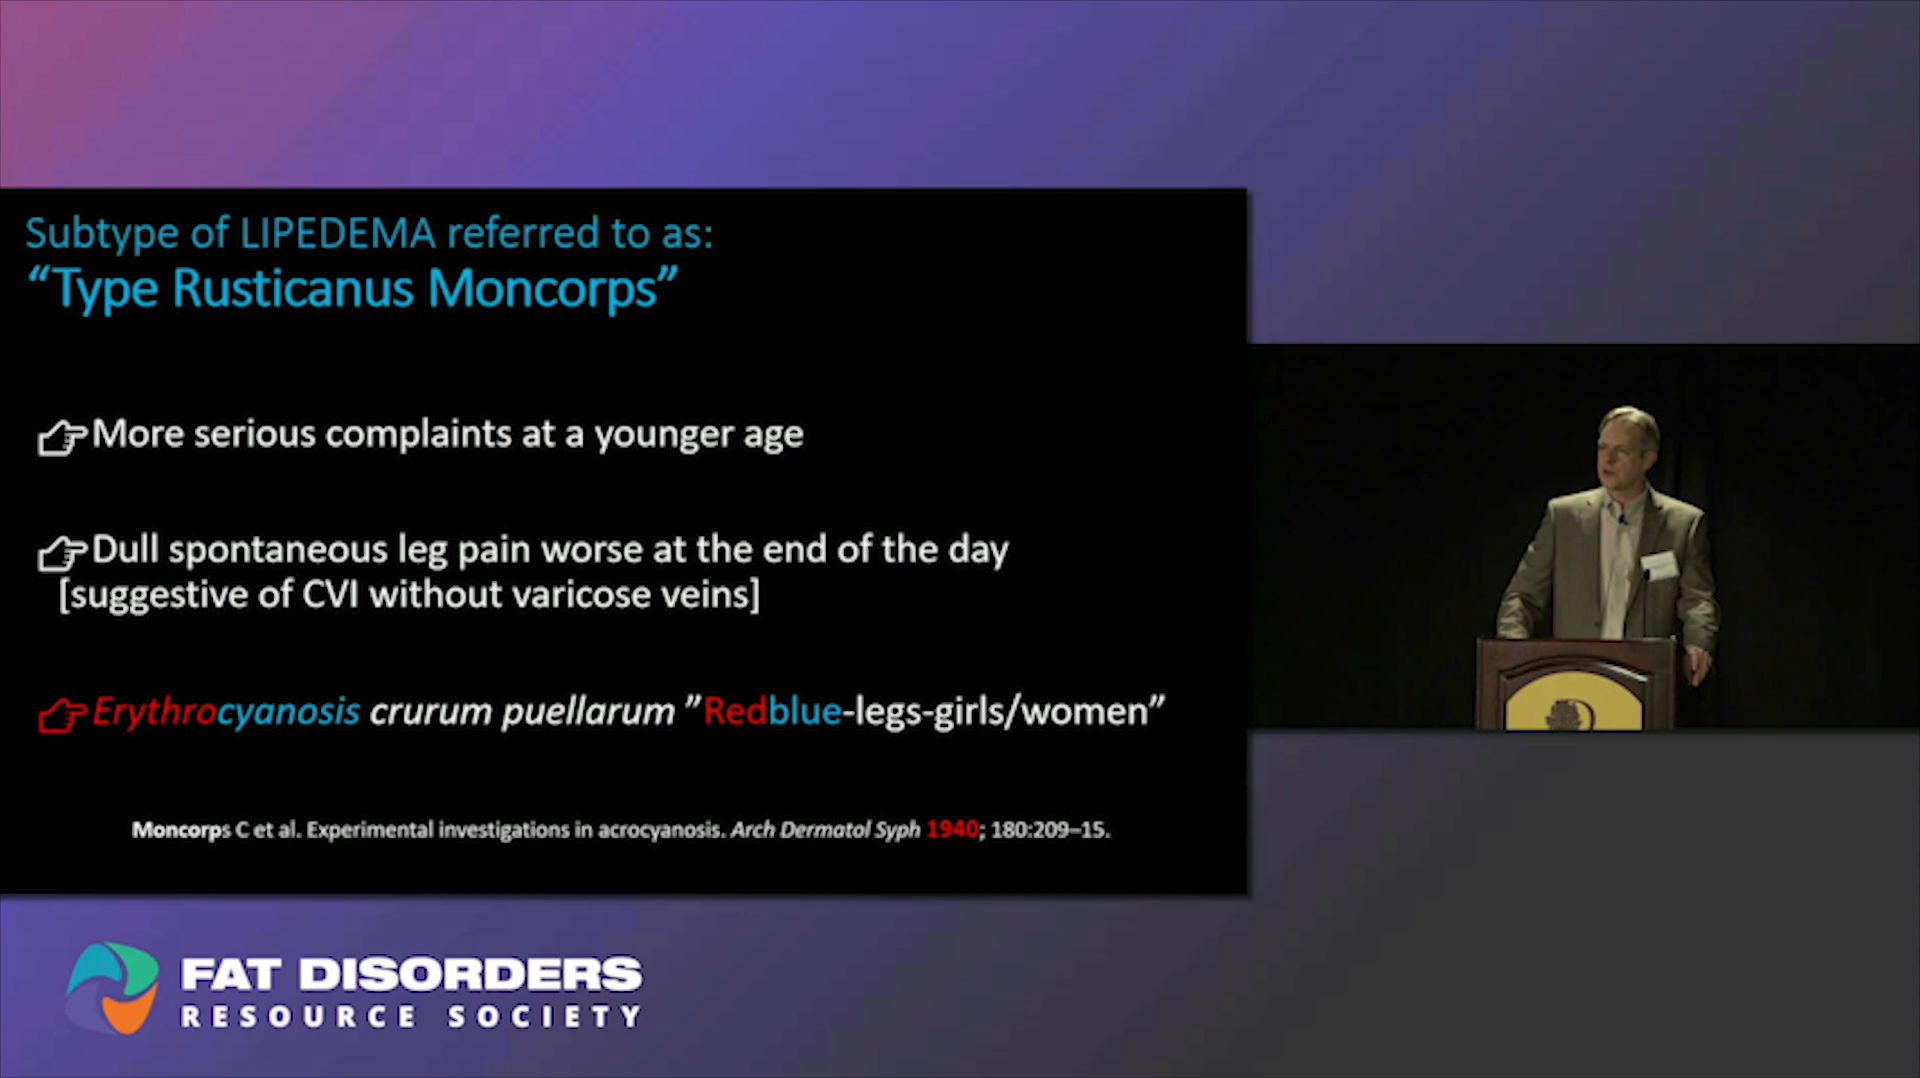 Subtype of LIPEDEMA referred to as:
“Type Rusticanus Moncorps”
More serious complaints at a younger age
Dull spontaneous leg pain worse at the end of the day
[suggestive of CVI without varicose veins]
Erythrocyanosis crurum puellarum ”Redblue-legs-girls/women”
Moncorps C et al. Experimental investigations in acrocyanosis. Arch Dermatol Syph 1940; 180:209–15.
FAT DISORDERS
RESOURCE SOCIETY